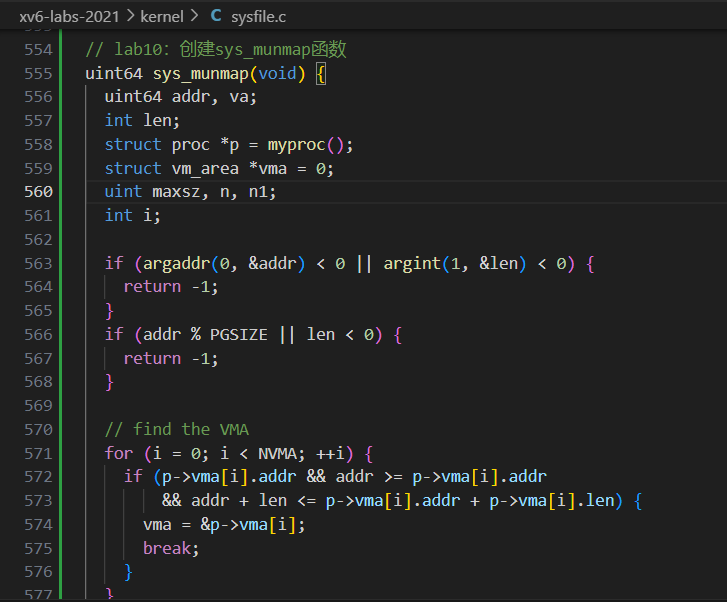 xv6-labs-2021 > kernel > C sysfile.c
554 // lab10: 创建sys_munmap函数
555 uint64 sys_munmap(void) {
556   uint64 addr, va;
557   int len;
558   struct proc *p = myproc();
559   struct vm_area *vma = 0;
560   uint maxsz, n, n1;
561   int i;
562
563   if (argaddr(0, &addr) < 0 || argint(1, &len) < 0) {
564     return -1;
565   }
566   if (addr % PGSIZE || len < 0) {
567     return -1;
568   }
569
570   // find the VMA
571   for (i = 0; i < NVMA; ++i) {
572     if (p->vma[i].addr && addr >= p->vma[i].addr
573         && addr + len <= p->vma[i].addr + p->vma[i].len) {
574       vma = &p->vma[i];
575       break;
576     }
577   }